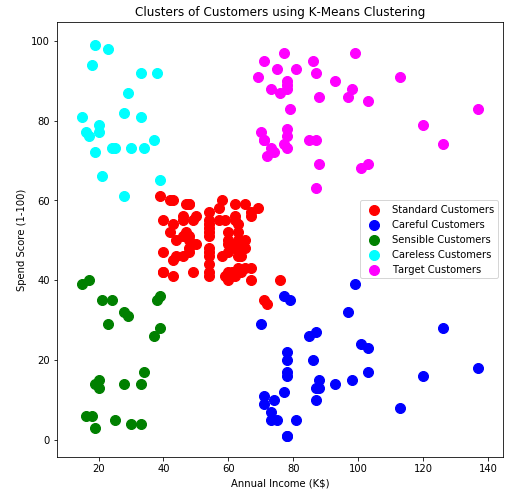 Clusters of Customers using K-Means Clustering
100
80
60
40
20
0
Spend Score (1-100)
Standard Customers
Careful Customers
Sensible Customers
Careless Customers
Target Customers
20 40 60 80 100 120 140
Annual Income (K$)